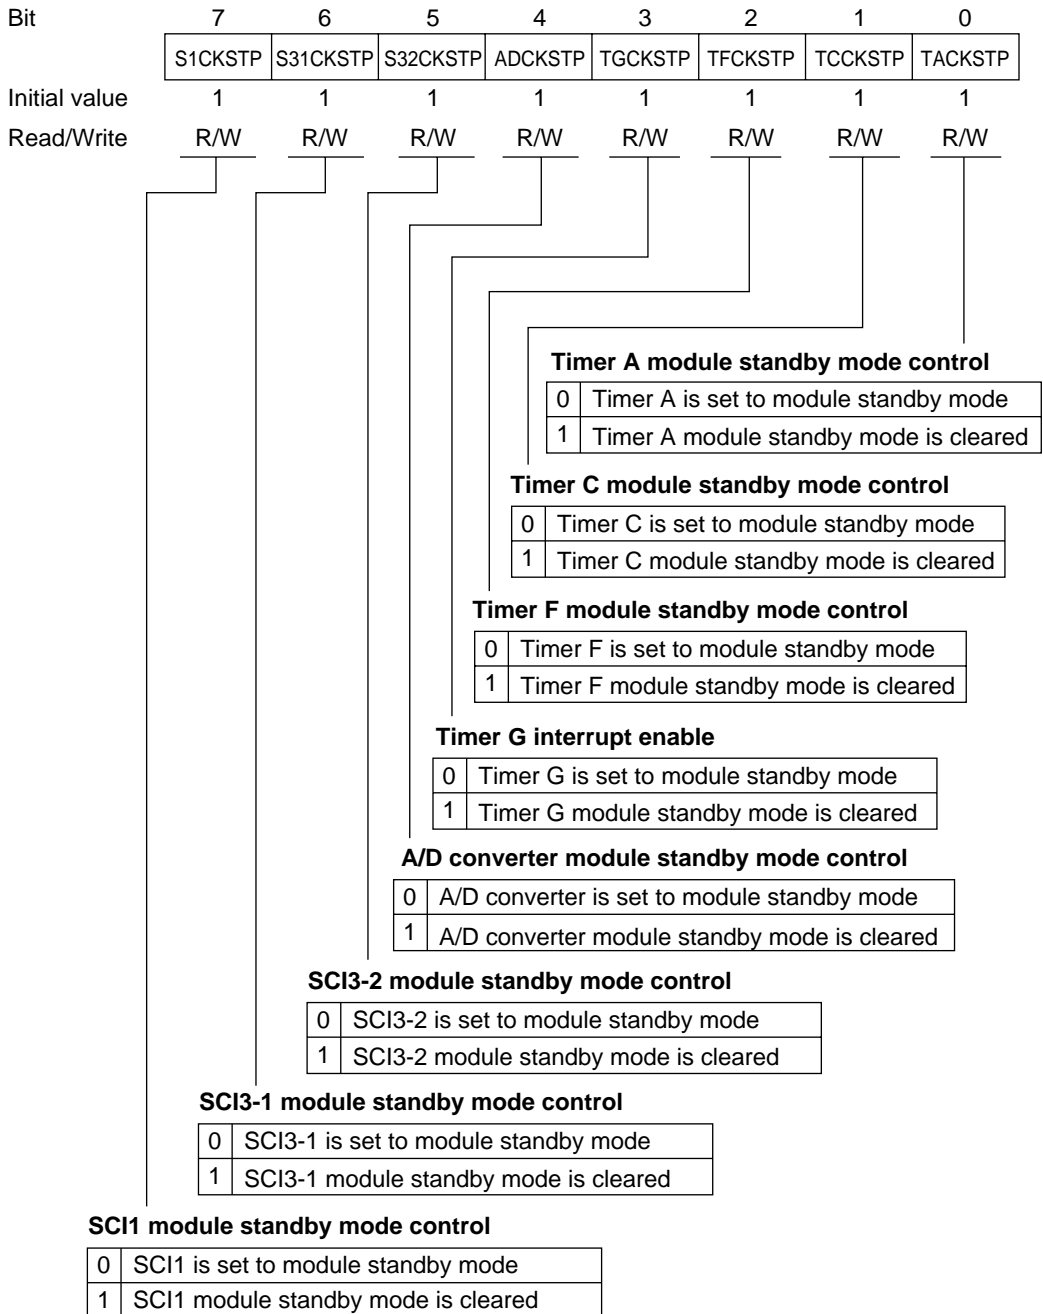 Bit 7 6 5 4 3 2 1 0
S1CKSTP S31CKSTP S32CKSTP ADCKSTP TGCKSTP TFCKSTP TCCKSTP TACKSTP
Initial value 1 1 1 1 1 1 1 1
Read/Write R/W R/W R/W R/W R/W R/W R/W R/W
Timer A module standby mode control
0 Timer A is set to module standby mode
1 Timer A module standby mode is cleared
Timer C module standby mode control
0 Timer C is set to module standby mode
1 Timer C module standby mode is cleared
Timer F module standby mode control
0 Timer F is set to module standby mode
1 Timer F module standby mode is cleared
Timer G interrupt enable
0 Timer G is set to module standby mode
1 Timer G module standby mode is cleared
A/D converter module standby mode control
0 A/D converter is set to module standby mode
1 A/D converter module standby mode is cleared
SCI3-2 module standby mode control
0 SCI3-2 is set to module standby mode
1 SCI3-2 module standby mode is cleared
SCI3-1 module standby mode control
0 SCI3-1 is set to module standby mode
1 SCI3-1 module standby mode is cleared
SCI1 module standby mode control
0 SCI1 is set to module standby mode
1 SCI1 module standby mode is cleared